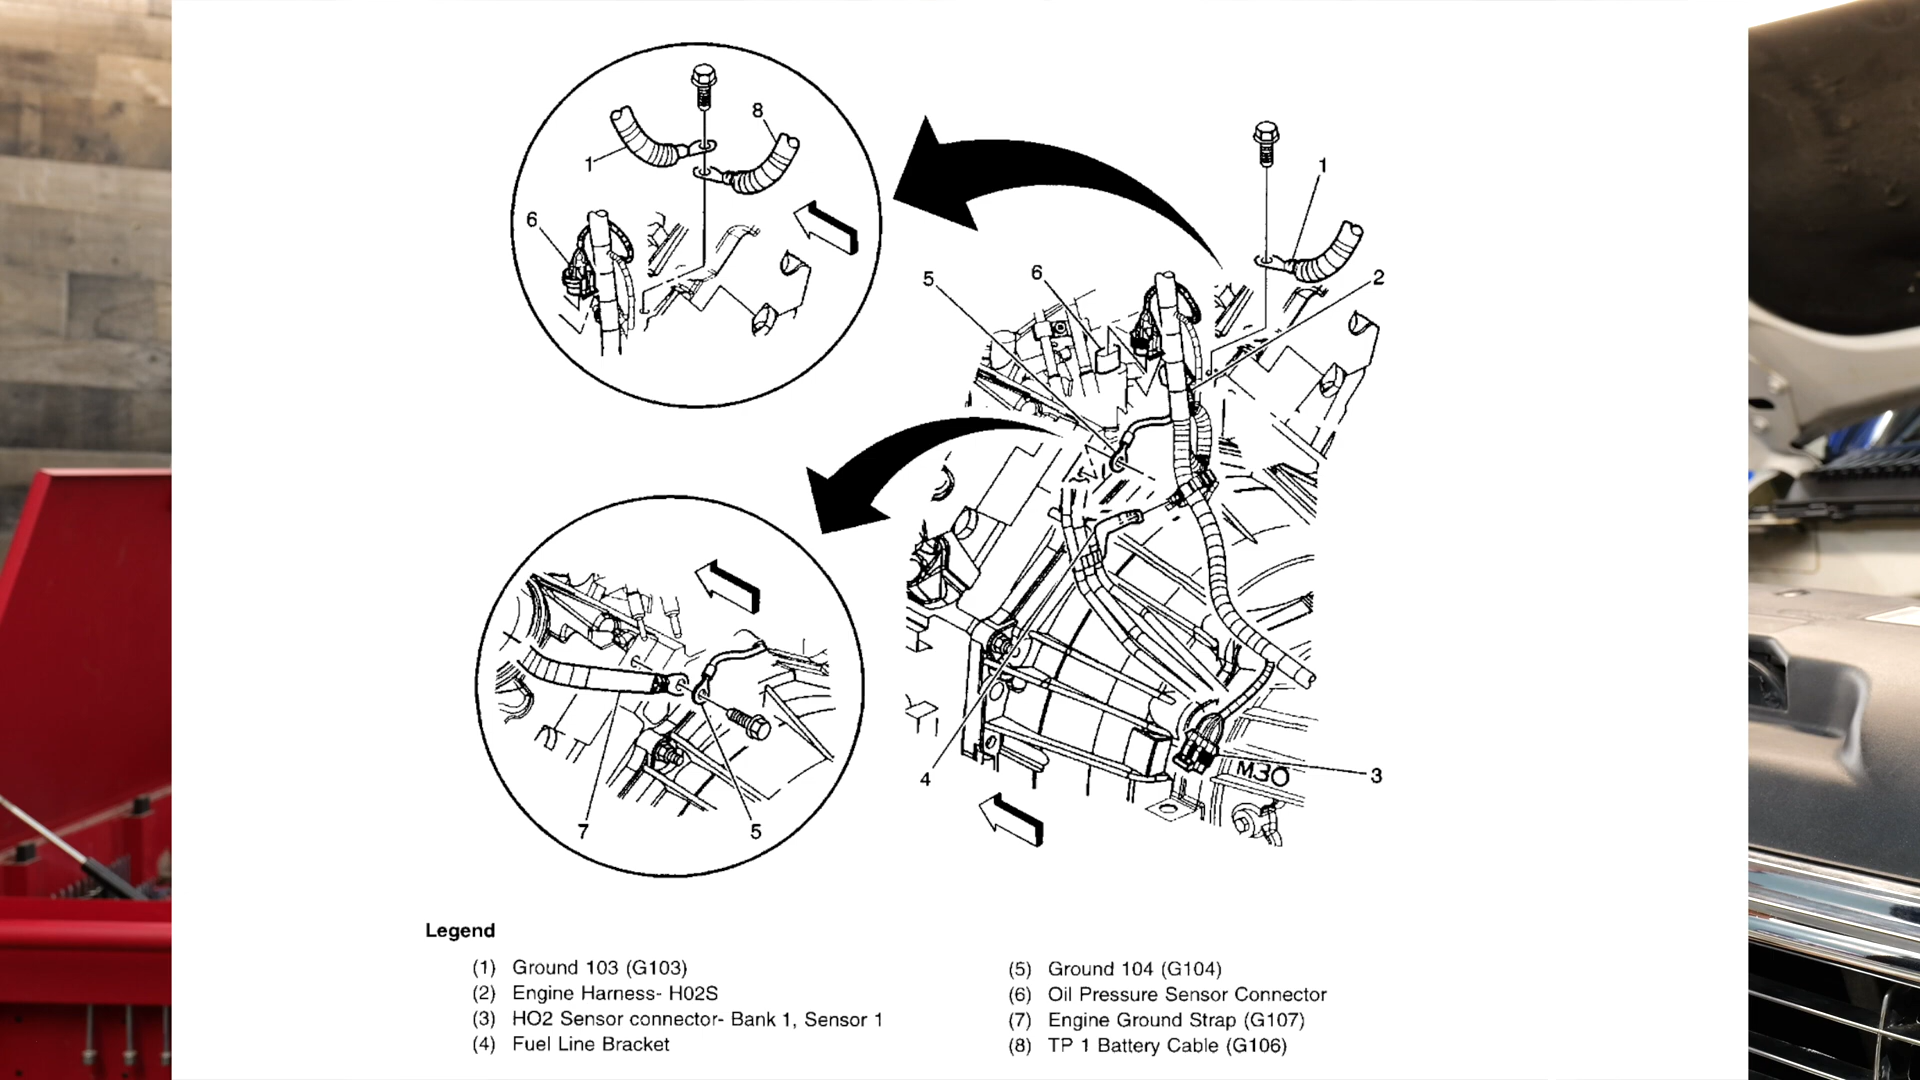 8
1
6
1
5
6
2
4
3
M30
7
5
Legend
(1) Ground 103 (G103)
(2) Engine Harness- H02S
(3) HO2 Sensor connector- Bank 1, Sensor 1
(4) Fuel Line Bracket
(5) Ground 104 (G104)
(6) Oil Pressure Sensor Connector
(7) Engine Ground Strap (G107)
(8) TP 1 Battery Cable (G106)